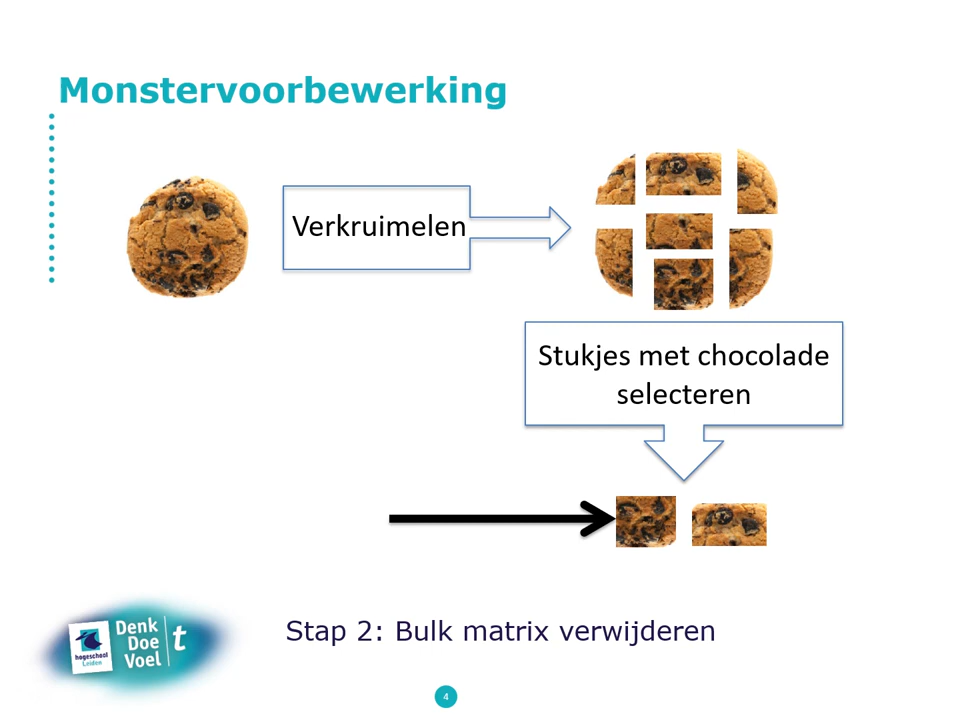 Monstervoorbewerking
Verkruimelen
Stukjes met chocolade
selecteren
Stap 2: Bulk matrix verwijderen
hogeschool
Leiden
Denk
Doe
Voel
t
4